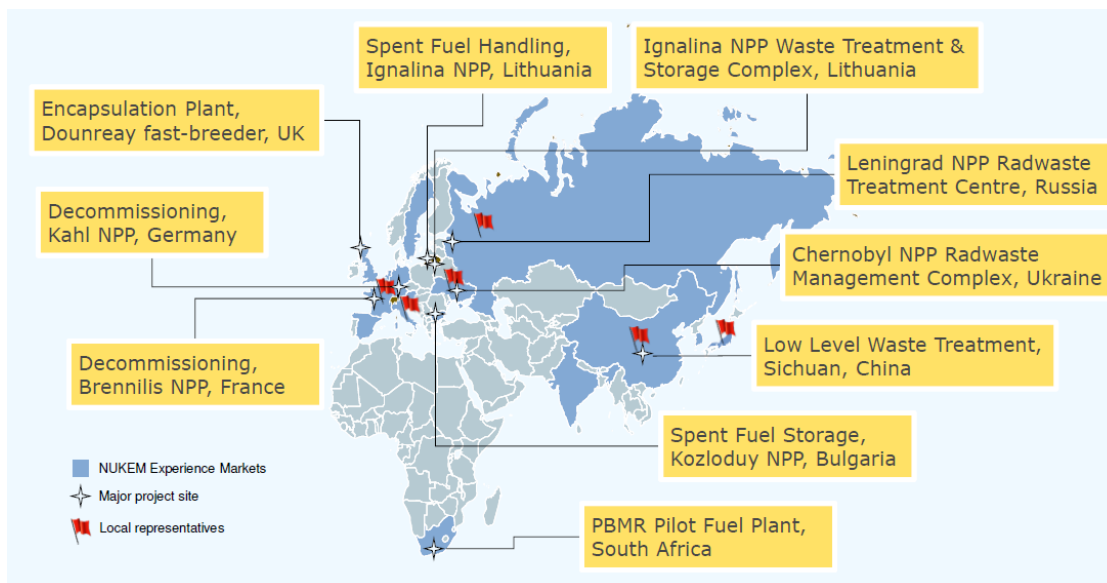 Spent Fuel Handling,
Ignalina NPP, Lithuania
Ignalina NPP Waste Treatment &
Storage Complex, Lithuania
Encapsulation Plant,
Dounreay fast-breeder, UK
Leningrad NPP Radwaste
Treatment Centre, Russia
Decommissioning,
Kahl NPP, Germany
Chernobyl NPP Radwaste
Management Complex, Ukraine
Decommissioning,
Brennilis NPP, France
Low Level Waste Treatment,
Sichuan, China
Spent Fuel Storage,
Kozloduy NPP, Bulgaria
NUKEM Experience Markets
Major project site
Local representatives
PBMR Pilot Fuel Plant,
South Africa